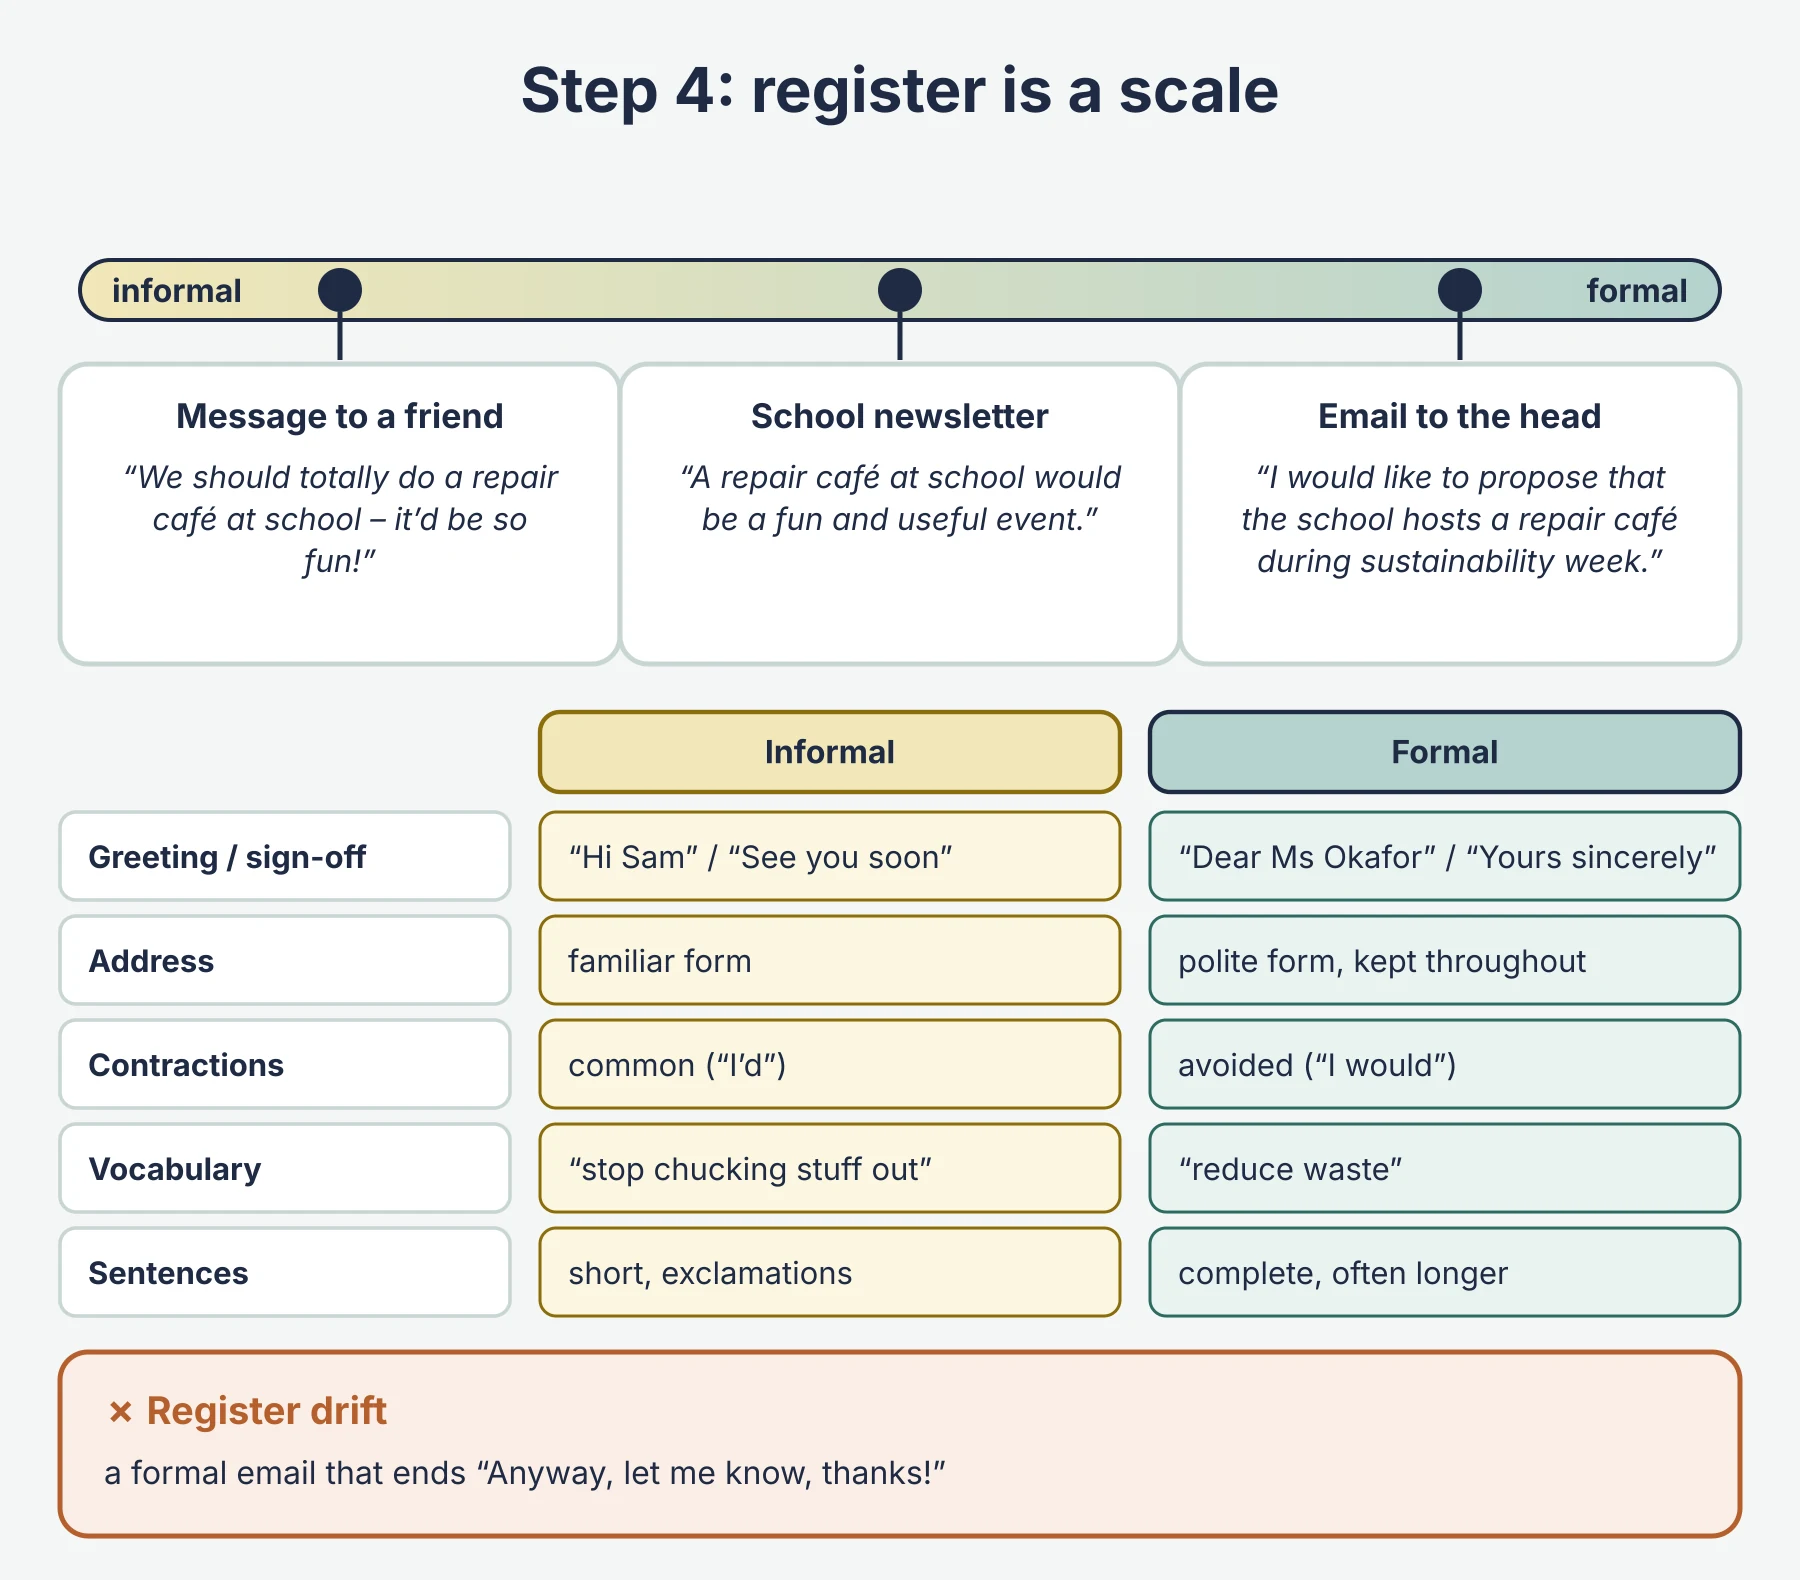 Step 4: register is a scale
informal
formal
Message to a friend
“We should totally do a repair
café at school – it’d be so
fun!”
School newsletter
“A repair café at school would
be a fun and useful event.”
Email to the head
“I would like to propose that
the school hosts a repair café
during sustainability week.”
Informal
Formal
Greeting / sign-off
“Hi Sam” / “See you soon”
“Dear Ms Okafor” / “Yours sincerely”
Address
familiar form
polite form, kept throughout
Contractions
common (“I’d”)
avoided (“I would”)
Vocabulary
“stop chucking stuff out”
“reduce waste”
Sentences
short, exclamations
complete, often longer
× Register drift
a formal email that ends “Anyway, let me know, thanks!”